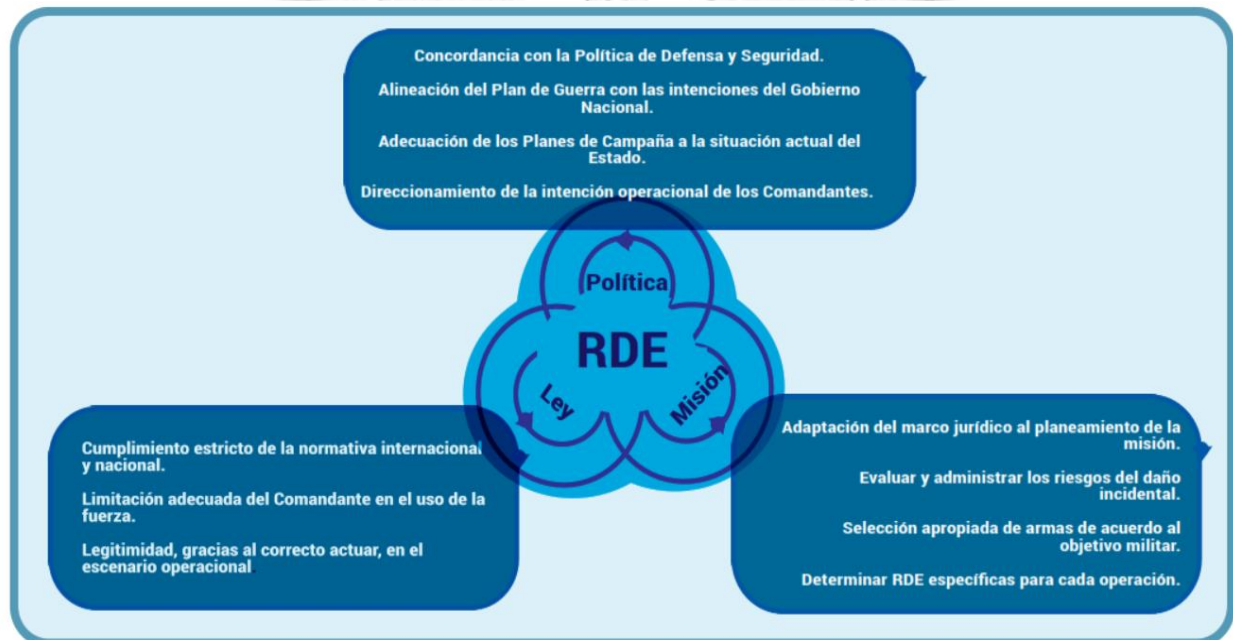 Concordancia con la Política de Defensa y Seguridad.
Alineación del Plan de Guerra con las intenciones del Gobierno
Nacional.
Adecuación de los Planes de Campaña a la situación actual del
Estado.
Direccionamiento de la intención operacional de los Comandantes.
Política
RDE
Ley
Misión
Cumplimiento estricto de la normativa internacional
y nacional.
Limitación adecuada del Comandante en el uso de la
fuerza.
Legitimidad, gracias al correcto actuar, en el
escenario operacional.
Adaptación del marco jurídico al planeamiento de la
misión.
Evaluar y administrar los riesgos del daño
incidental.
Selección apropiada de armas de acuerdo al
objetivo militar.
Determinar RDE específicas para cada operación.